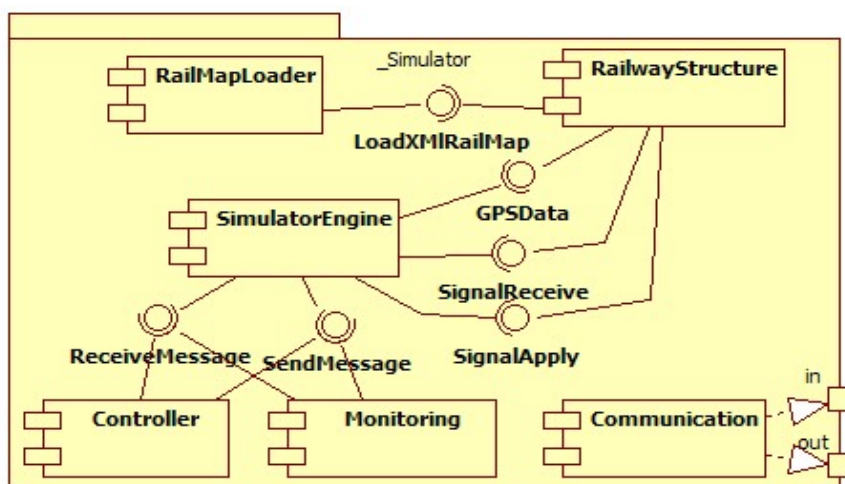 _Simulator
RailMapLoader
RailwayStructure
LoadXMlRailMap
GPSData
SimulatorEngine
SignalReceive
SignalApply
ReceiveMessage
SendMessage
in
Controller
Monitoring
Communication
out